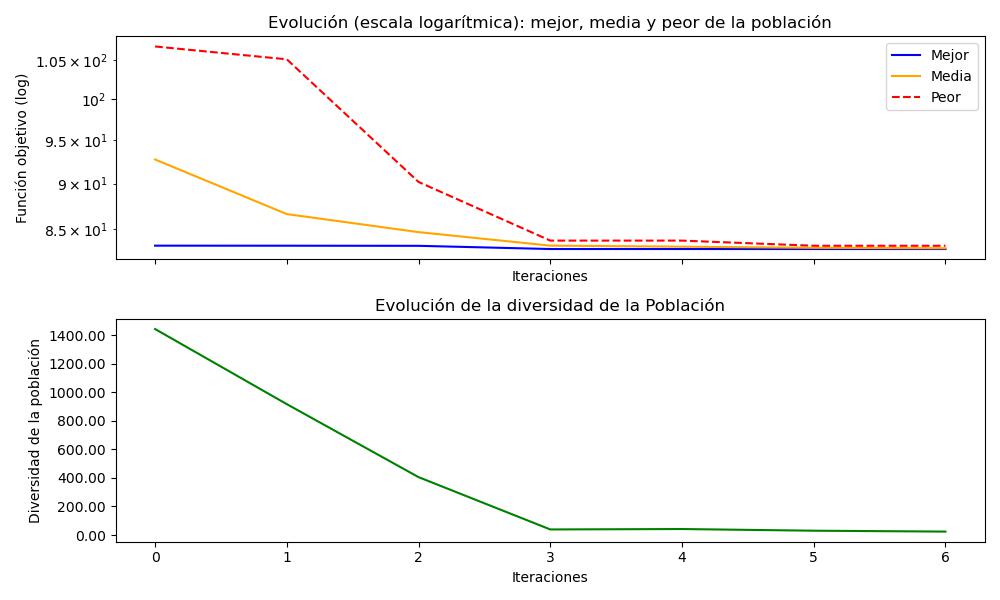 Evolución (escala logarítmica): mejor, media y peor de la población
Función objetivo (log)
1.05 × 10²
10²
9.5 × 10¹
9 × 10¹
8.5 × 10¹
Mejor
Media
Peor
Iteraciones
Evolución de la diversidad de la Población
Diversidad de la población
1400.00
1200.00
1000.00
800.00
600.00
400.00
200.00
0.00
0 1 2 3 4 5 6
Iteraciones